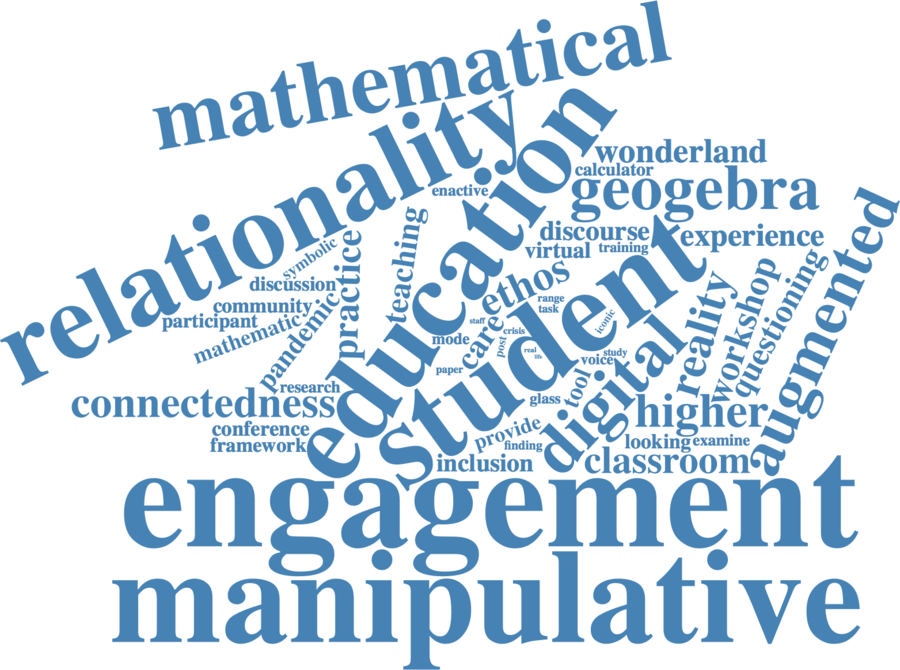 mathematical
relationality
education
wonderland
calculator
geogebra
enactive
discourse
experience
virtual
training
teaching
symbolic
discussion
practice
ethos
student
augmented
community
participant
mathematic
pandemic
range
task
staff
crisis
iconic
reality
workshop
questioning
mode
care
post
real
life
study
voice
paper
digital
tool
research
connectedness
glass
higher
conference
framework
provide
finding
looking
examine
inclusion
classroom
engagement
manipulative